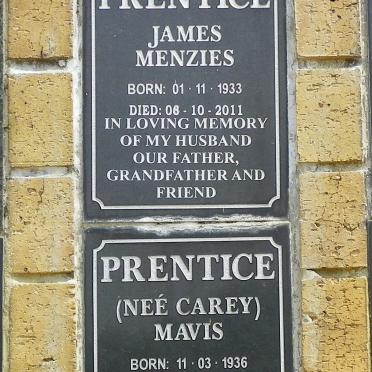 PRENTICE
JAMES
MENZIES
BORN: 01 · 11 · 1933
DIED: 06 - 10 - 2011
IN LOVING MEMORY
OF MY HUSBAND
OUR FATHER,
GRANDFATHER AND
FRIEND
PRENTICE
(NEÉ CAREY)
MAVIS
BORN: 11 · 03 · 1936